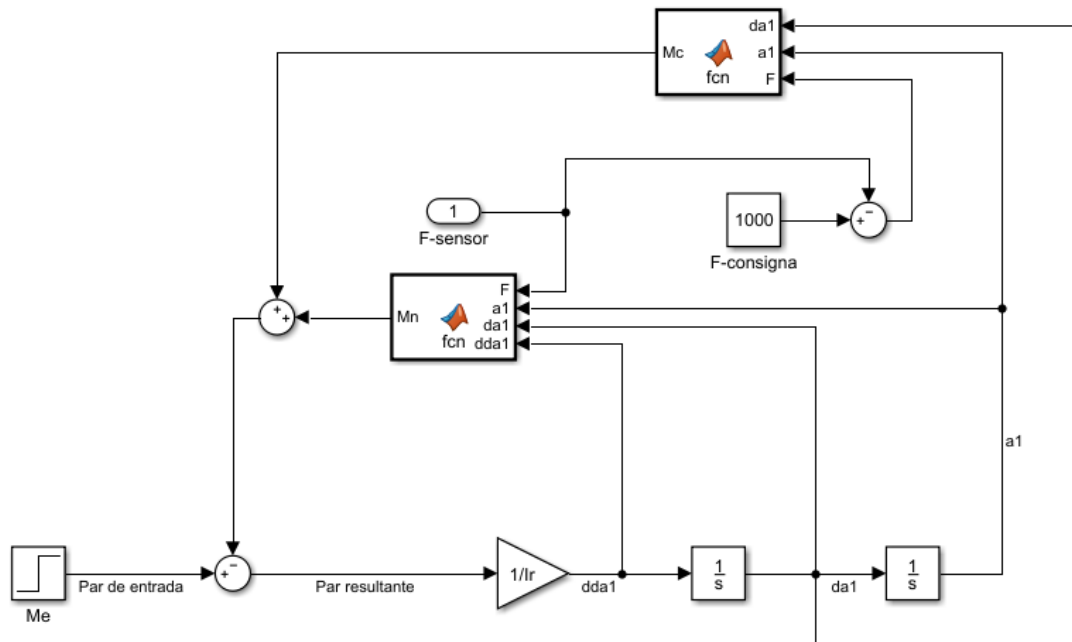 da1
Mc
a1
fcn
F
1
F-sensor
1000
+ −
F-consigna
F
+
+
Mn
a1
da1
fcn
dda1
a1
Me
Par de entrada
+ −
Par resultante
1/Ir
dda1
1
s
da1
1
s